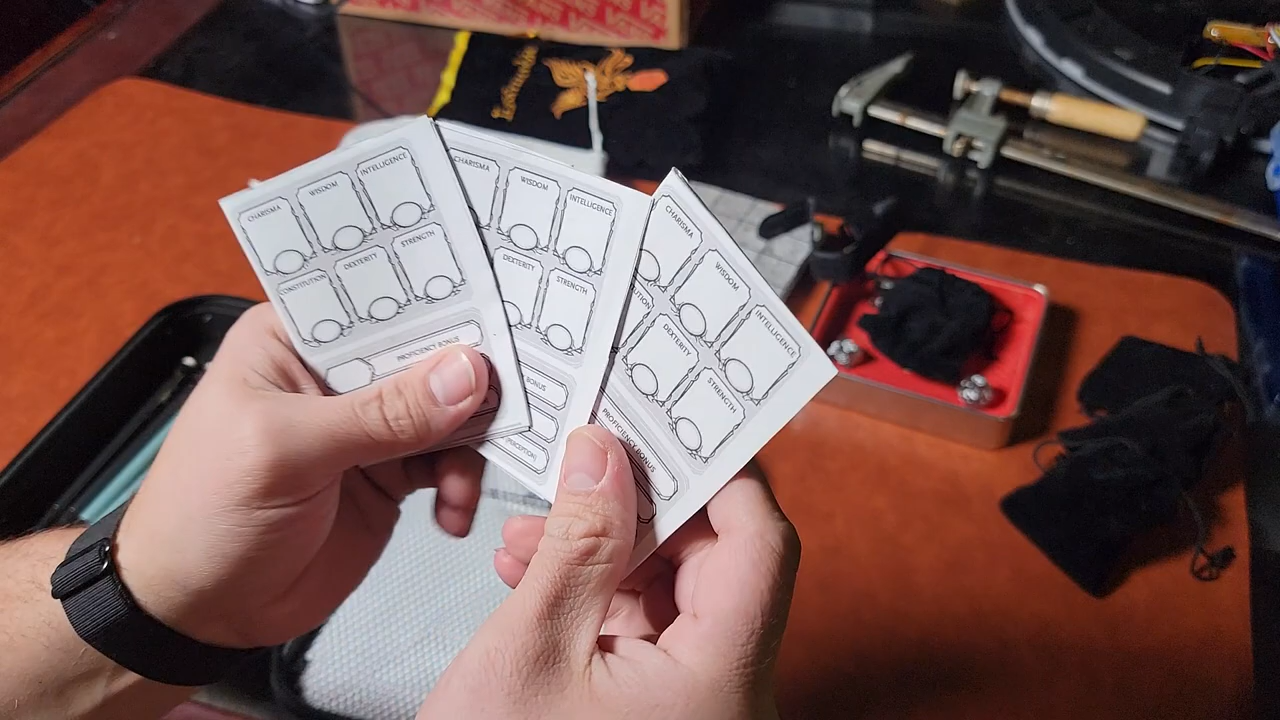 CHARISMA
WISDOM
INTELLIGENCE
CONSTITUTION
DEXTERITY
STRENGTH
PROFICIENCY BONUS
CHARISMA
WISDOM
INTELLIGENCE
DEXTERITY
STRENGTH
BONUS
(PERCEPTION)
CHARISMA
WISDOM
INTELLIGENCE
DEXTERITY
STRENGTH
PROFICIENCY BONUS